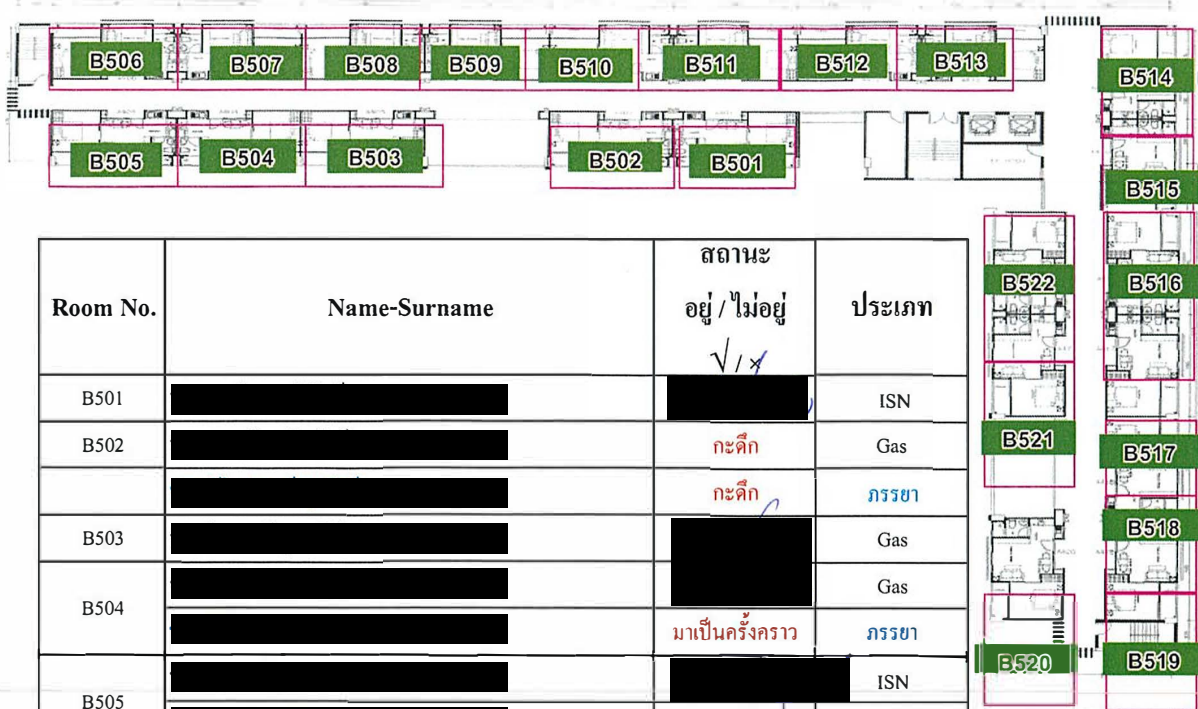 B506 B507 B508 B509 B510 B511 B512 B513
B514
B505 B504 B503 B502 B501
B515
B522 B516
B521
B517
B518
B520 B519
Room No. Name-Surname สถานะ ประเภท
อยู่ / ไม่อยู่
√ / ×
B501 ISN
B502 กะดึก Gas
กะดึก ภรรยา
B503 Gas
B504 Gas
มาเป็นครั้งคราว ภรรยา
B505 ISN